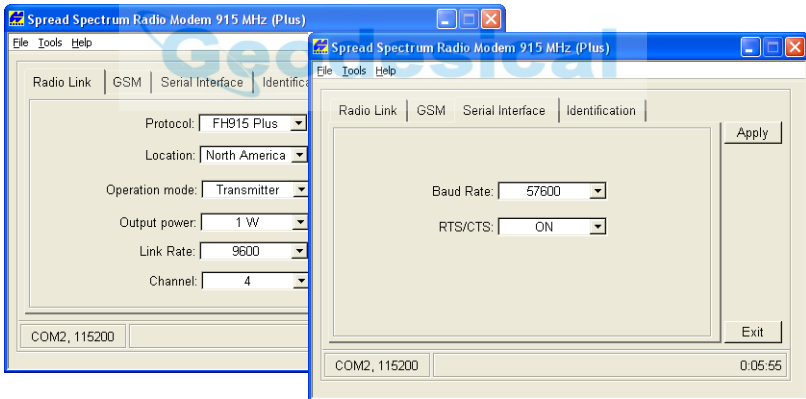 Spread Spectrum Radio Modem 915 MHz (Plus)
File Tools Help
Radio Link GSM Serial Interface Identifica
Protocol: FH915 Plus
Location: North America
Operation mode: Transmitter
Output power: 1 W
Link Rate: 9600
Channel: 4
COM2, 115200
Geodesical
Spread Spectrum Radio Modem 915 MHz (Plus)
File Tools Help
Radio Link GSM Serial Interface Identification
Apply
Baud Rate: 57600
RTS/CTS: ON
Exit
COM2, 115200 0:05:55